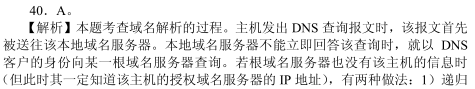 40．A。
【解析】本题考查域名解析的过程。主机发出 DNS 查询报文时，该报文首先
被送往该本地域名服务器。本地域名服务器不能立即回答该查询时，就以 DNS
客户的身份向某一根域名服务器查询。若根域名服务器也没有该主机的信息时
（但此时其一定知道该主机的授权域名服务器的 IP 地址），有两种做法：1）递归